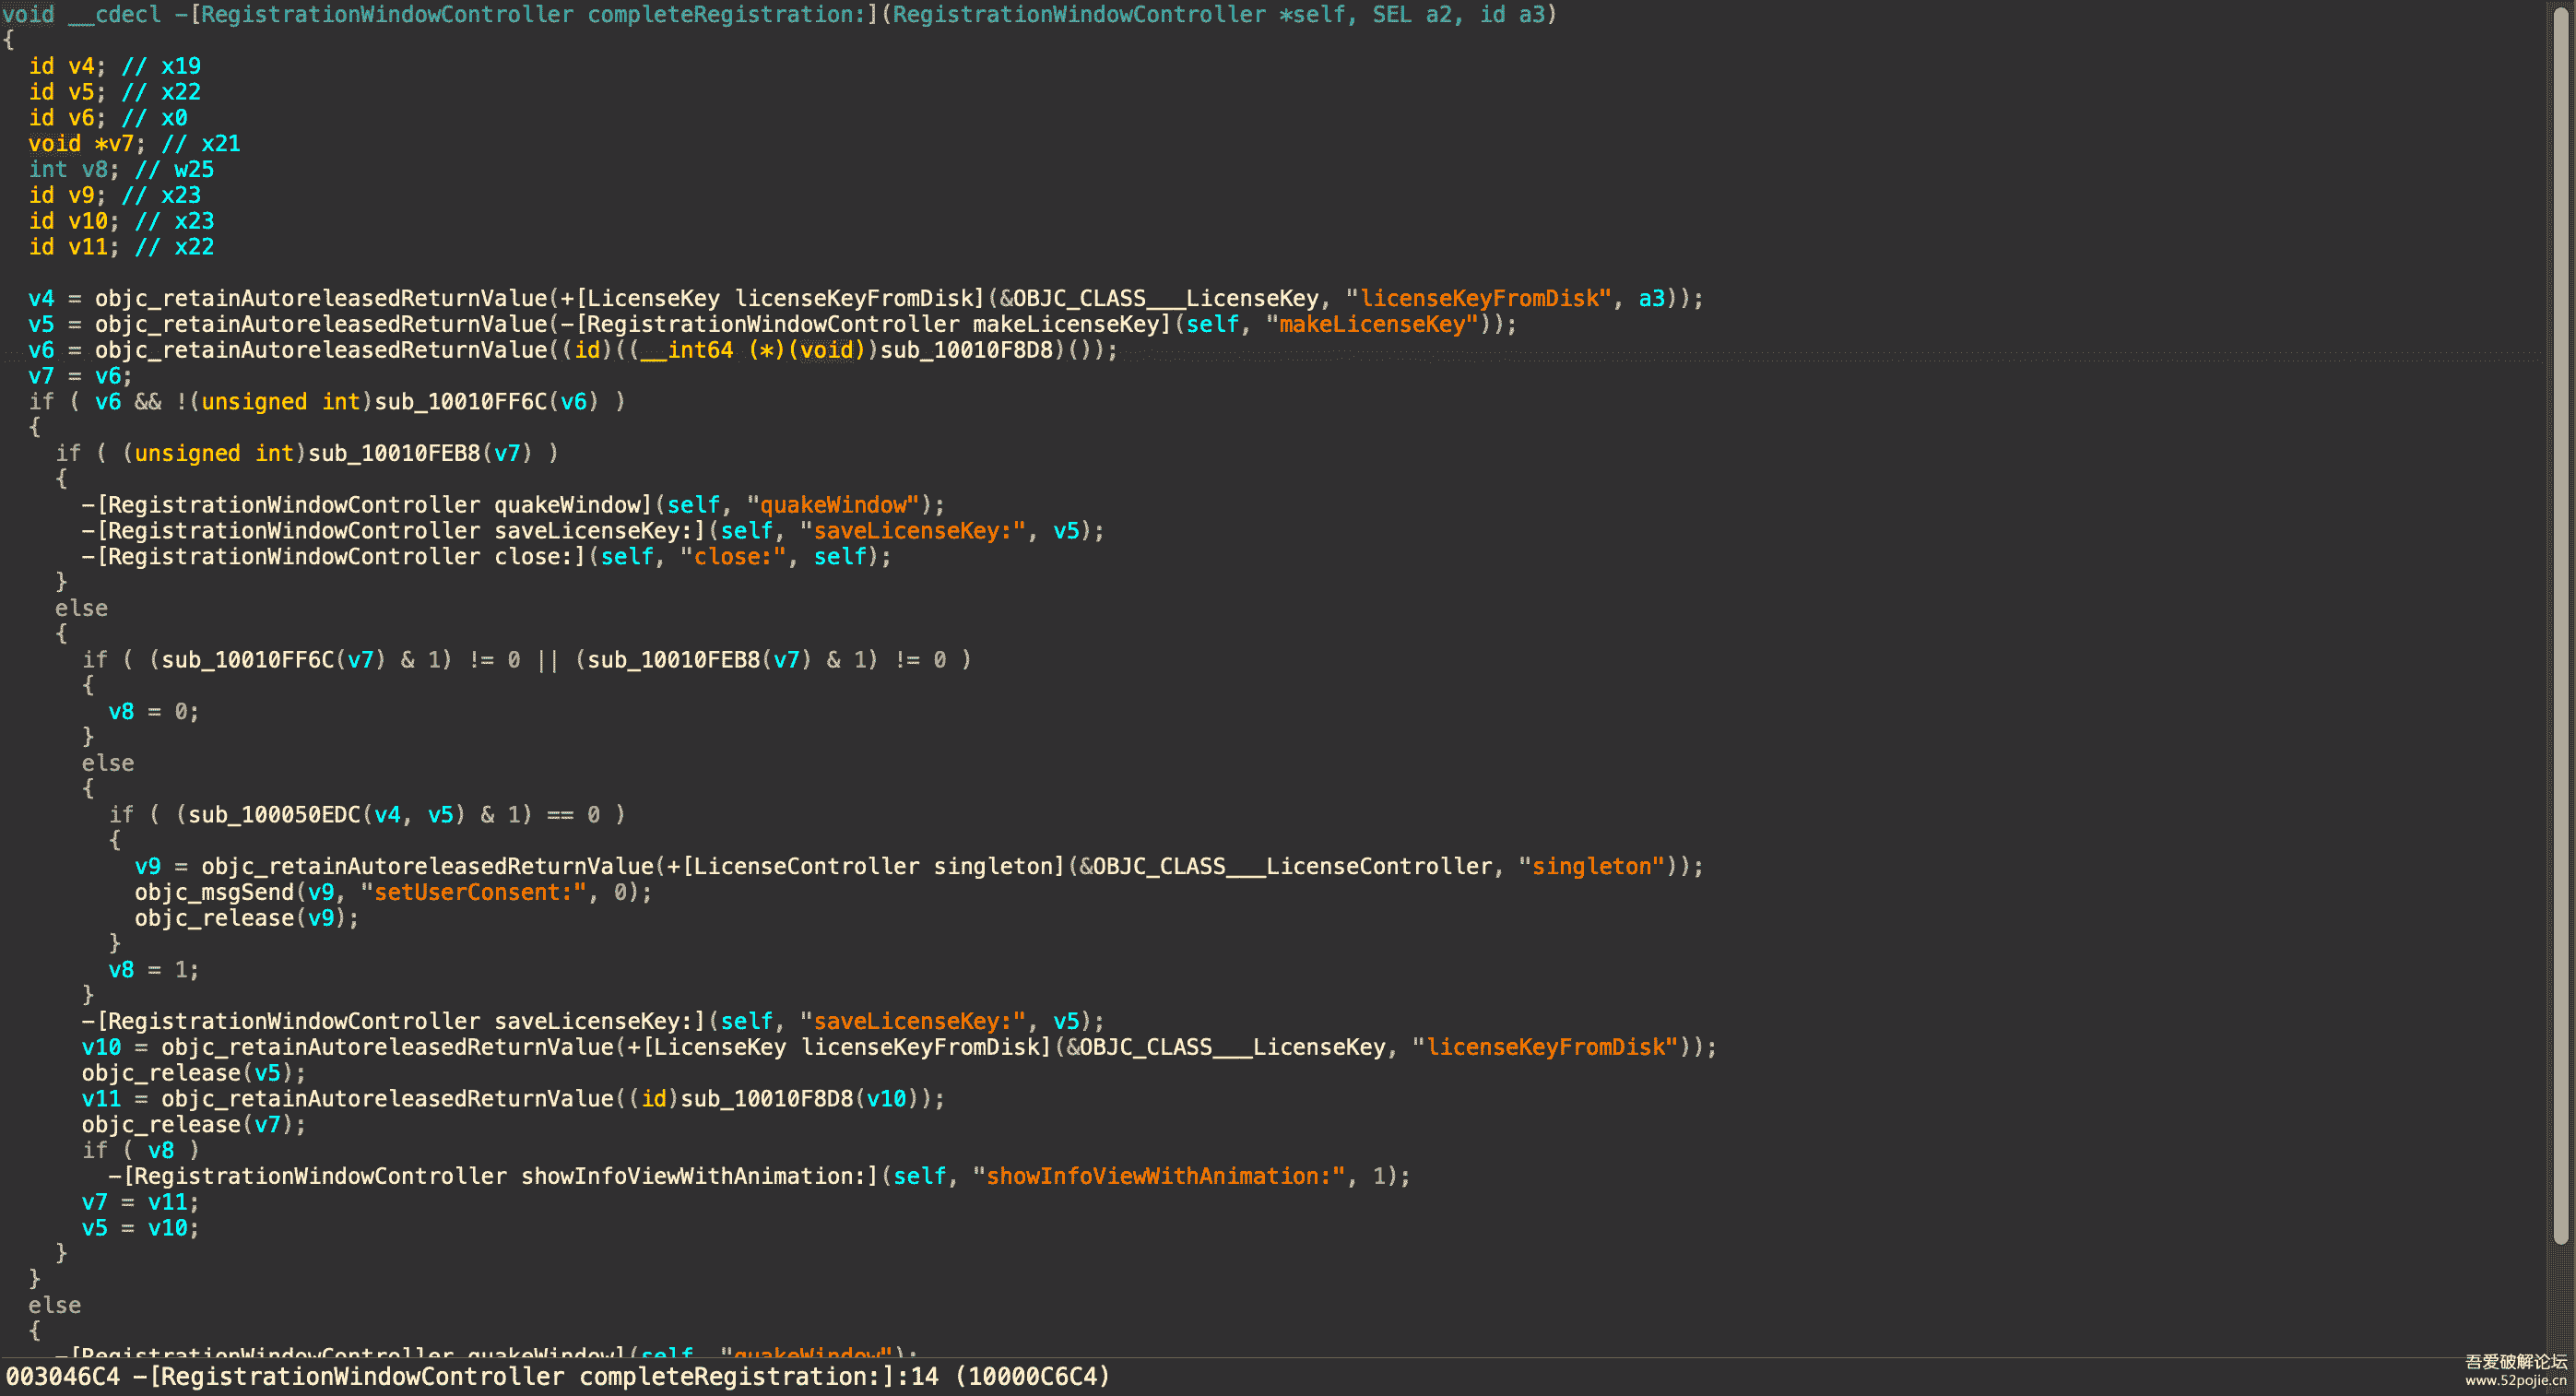 void __cdecl -[RegistrationWindowController completeRegistration:](RegistrationWindowController *self, SEL a2, id a3)
{
  id v4; // x19
  id v5; // x22
  id v6; // x0
  void *v7; // x21
  int v8; // w25
  id v9; // x23
  id v10; // x23
  id v11; // x22

  v4 = objc_retainAutoreleasedReturnValue(+[LicenseKey licenseKeyFromDisk](&OBJC_CLASS___LicenseKey, "licenseKeyFromDisk", a3));
  v5 = objc_retainAutoreleasedReturnValue(-[RegistrationWindowController makeLicenseKey](self, "makeLicenseKey"));
  v6 = objc_retainAutoreleasedReturnValue((id)((__int64 (*)(void))sub_10010F8D8)());
  v7 = v6;
  if ( v6 && !(unsigned int)sub_10010FF6C(v6) )
  {
    if ( (unsigned int)sub_10010FEB8(v7) )
    {
      -[RegistrationWindowController quakeWindow](self, "quakeWindow");
      -[RegistrationWindowController saveLicenseKey:](self, "saveLicenseKey:", v5);
      -[RegistrationWindowController close:](self, "close:", self);
    }
    else
    {
      if ( (sub_10010FF6C(v7) & 1) != 0 || (sub_10010FEB8(v7) & 1) != 0 )
      {
        v8 = 0;
      }
      else
      {
        if ( (sub_100050EDC(v4, v5) & 1) == 0 )
        {
          v9 = objc_retainAutoreleasedReturnValue(+[LicenseController singleton](&OBJC_CLASS___LicenseController, "singleton"));
          objc_msgSend(v9, "setUserConsent:", 0);
          objc_release(v9);
        }
        v8 = 1;
      }
      -[RegistrationWindowController saveLicenseKey:](self, "saveLicenseKey:", v5);
      v10 = objc_retainAutoreleasedReturnValue(+[LicenseKey licenseKeyFromDisk](&OBJC_CLASS___LicenseKey, "licenseKeyFromDisk"));
      objc_release(v5);
      v11 = objc_retainAutoreleasedReturnValue((id)sub_10010F8D8(v10));
      objc_release(v7);
      if ( v8 )
        -[RegistrationWindowController showInfoViewWithAnimation:](self, "showInfoViewWithAnimation:", 1);
      v7 = v11;
      v5 = v10;
    }
  }
  else
  {
    -[RegistrationWindowController quakeWindow](self, "quakeWindow");
003046C4 -[RegistrationWindowController completeRegistration:]:14 (10000C6C4)
吾爱破解论坛
www.52pojie.cn